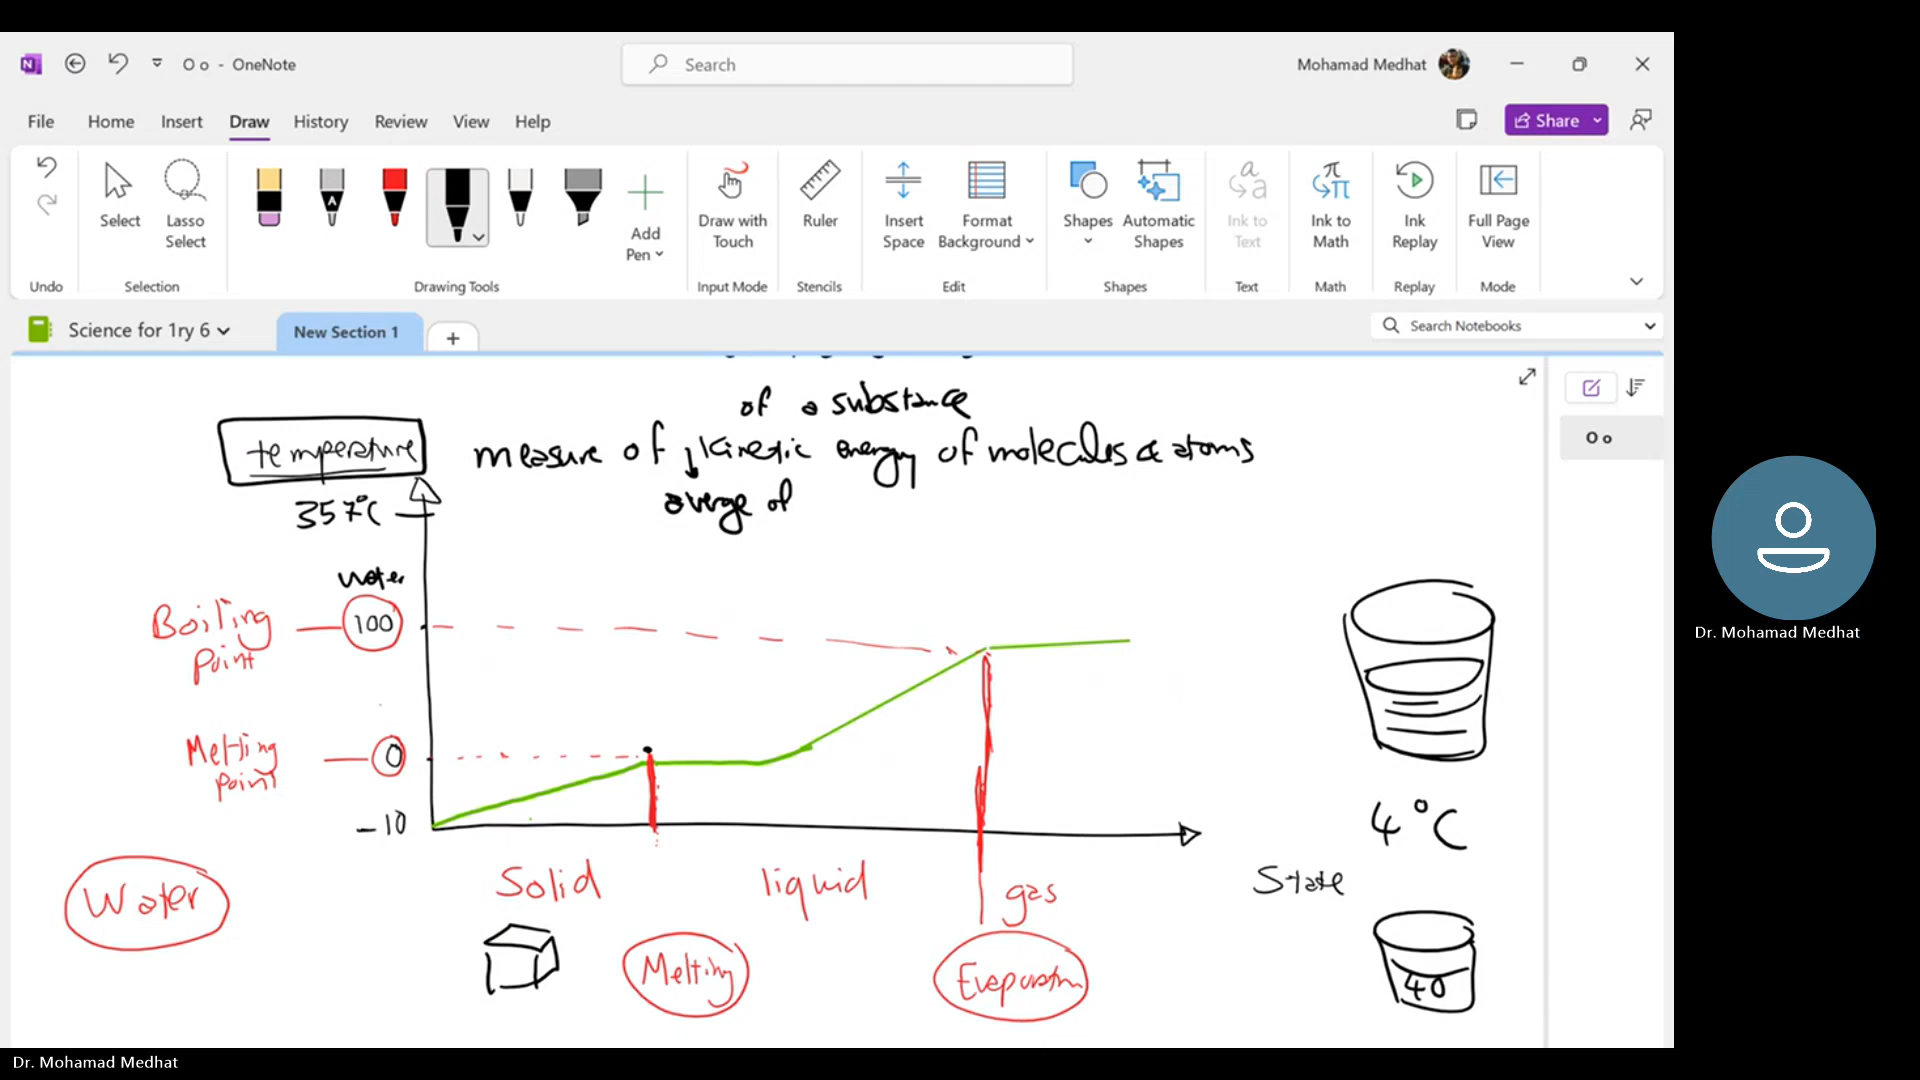 O o - OneNote
Search
Mohamad Medhat
File Home Insert Draw History Review View Help
Share
Select
Lasso Select
A
Add Pen
Draw with Touch
Ruler
Insert Space
Format Background
Shapes
Automatic Shapes
a a
Ink to Text
π π
Ink to Math
Ink Replay
Full Page View
Undo Selection Drawing Tools Input Mode Stencils Edit Shapes Text Math Replay Mode
Science for 1ry 6
New Section 1
+
Search Notebooks
O o
of a substance
temperature measure of kinetic energy of molecules & atoms
averge of
357°C
water
Boiling point 100
Melting point 0
-10
Water
Solid liquid gas State
Melting Evaporation
4°C
40
Dr. Mohamad Medhat
Dr. Mohamad Medhat